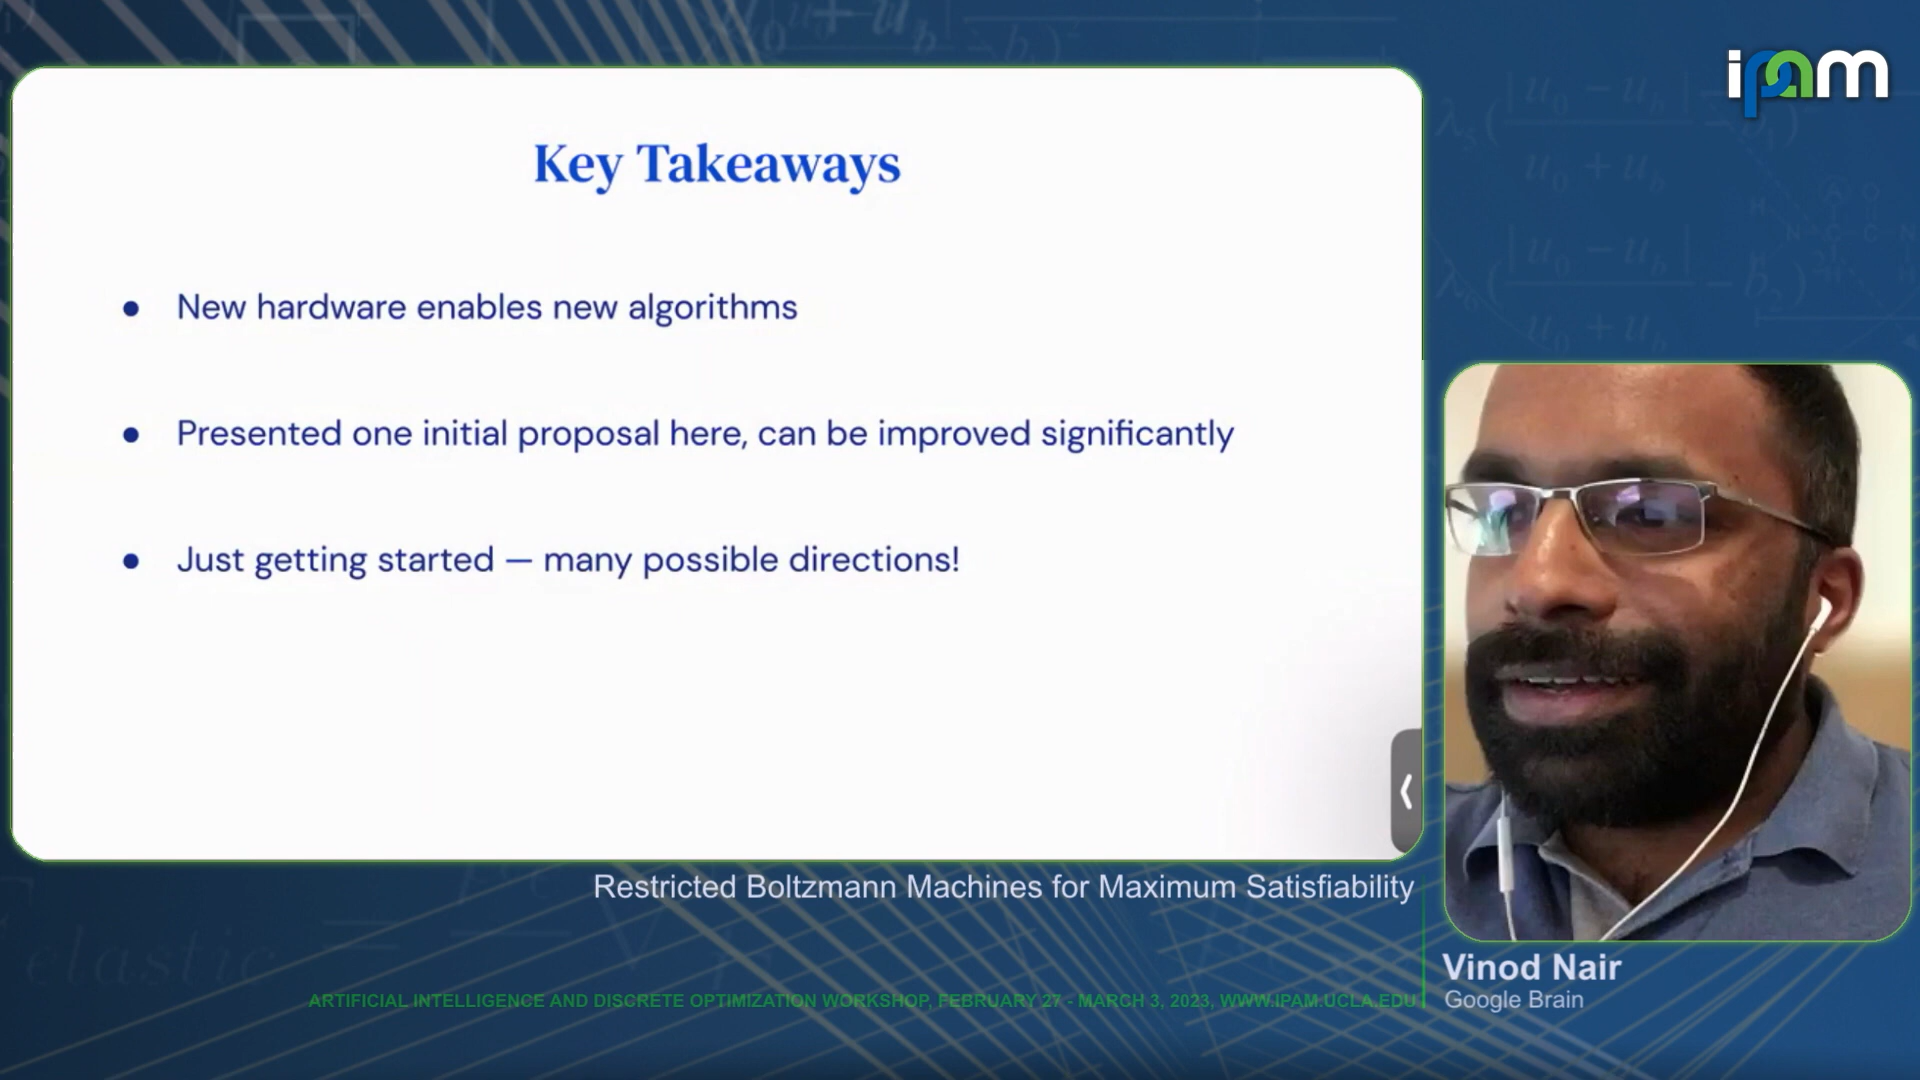 ipam
Key Takeaways
● New hardware enables new algorithms
● Presented one initial proposal here, can be improved significantly
● Just getting started — many possible directions!
Restricted Boltzmann Machines for Maximum Satisfiability
Vinod Nair
Google Brain
ARTIFICIAL INTELLIGENCE AND DISCRETE OPTIMIZATION WORKSHOP, FEBRUARY 27 - MARCH 3, 2023, WWW.IPAM.UCLA.EDU
elastic